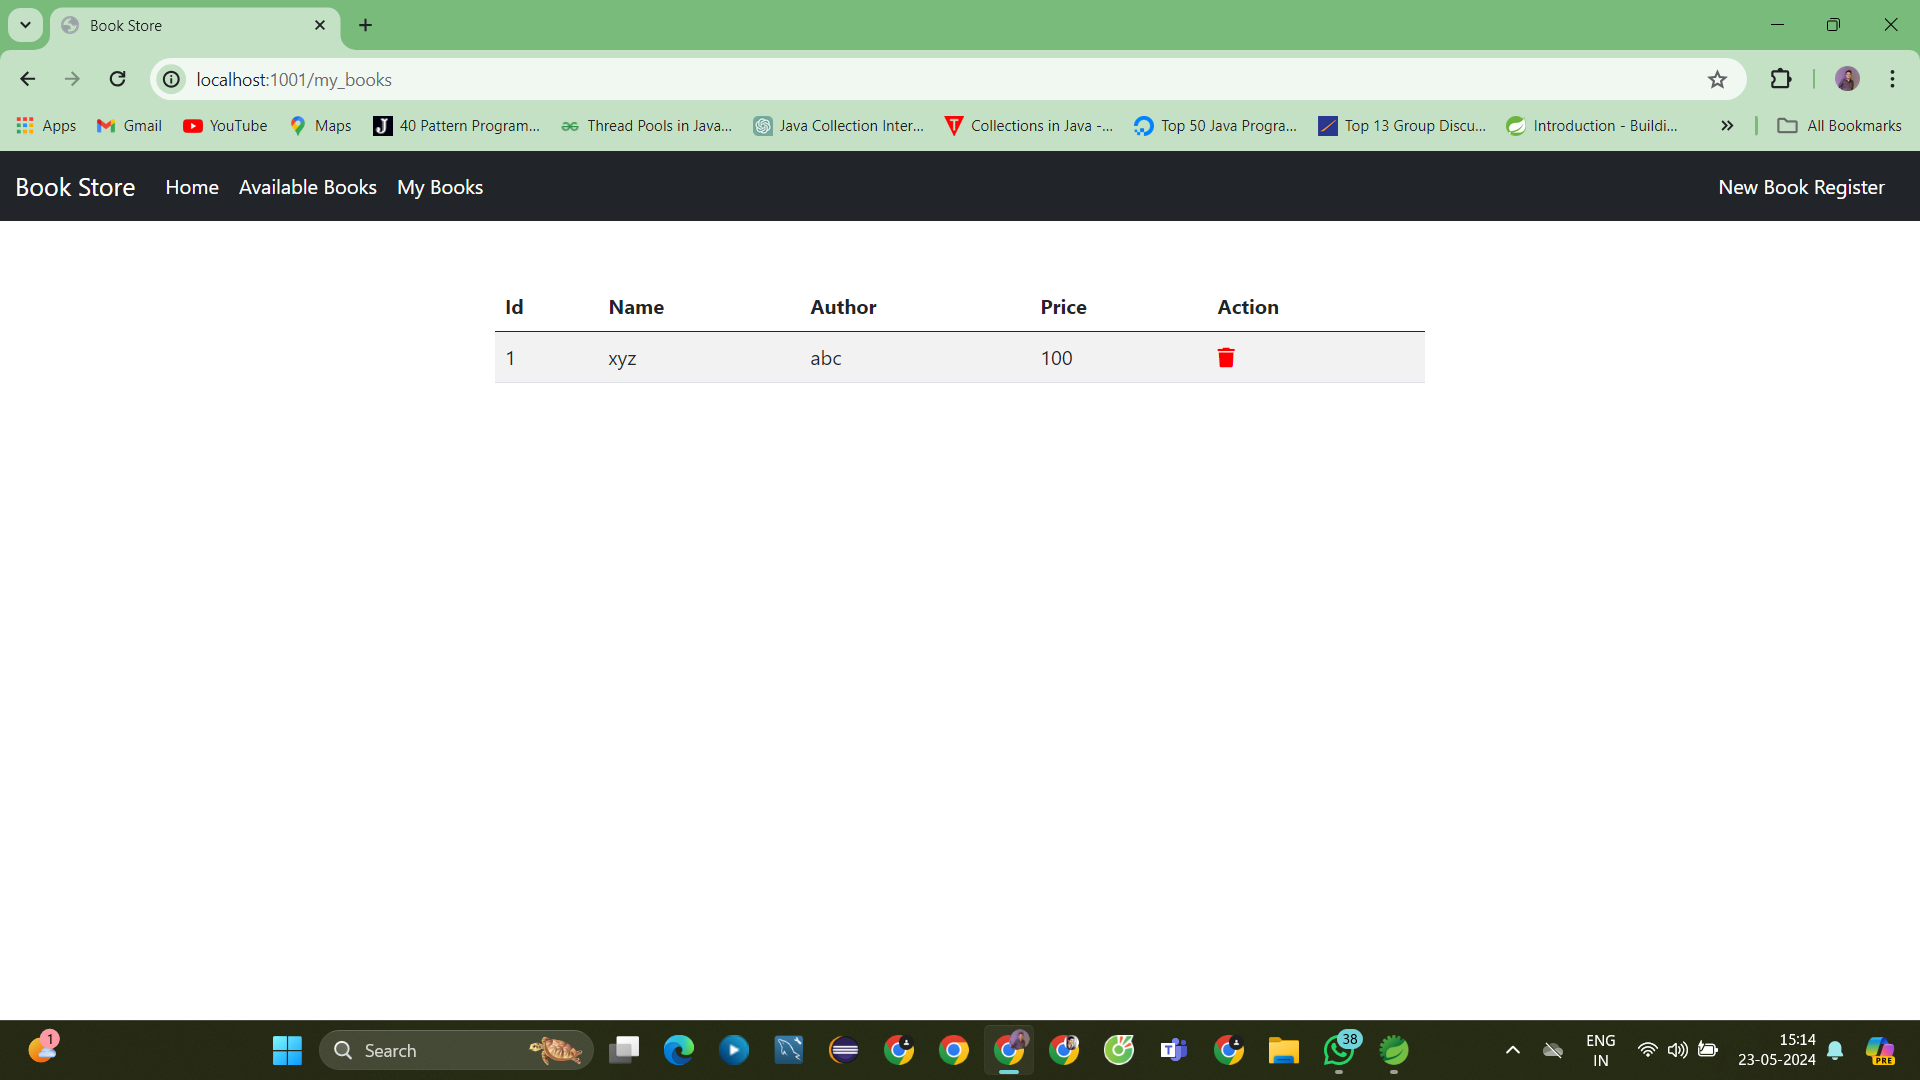 Book Store
localhost:1001/my_books
Apps Gmail YouTube Maps 40 Pattern Program... Thread Pools in Java... Java Collection Inter... Collections in Java -... Top 50 Java Progra... Top 13 Group Discu... Introduction - Buildi... All Bookmarks
Book Store Home Available Books My Books New Book Register
Id Name Author Price Action
1 xyz abc 100
1 Search 38 ENG 15:14
IN 23-05-2024 PRE